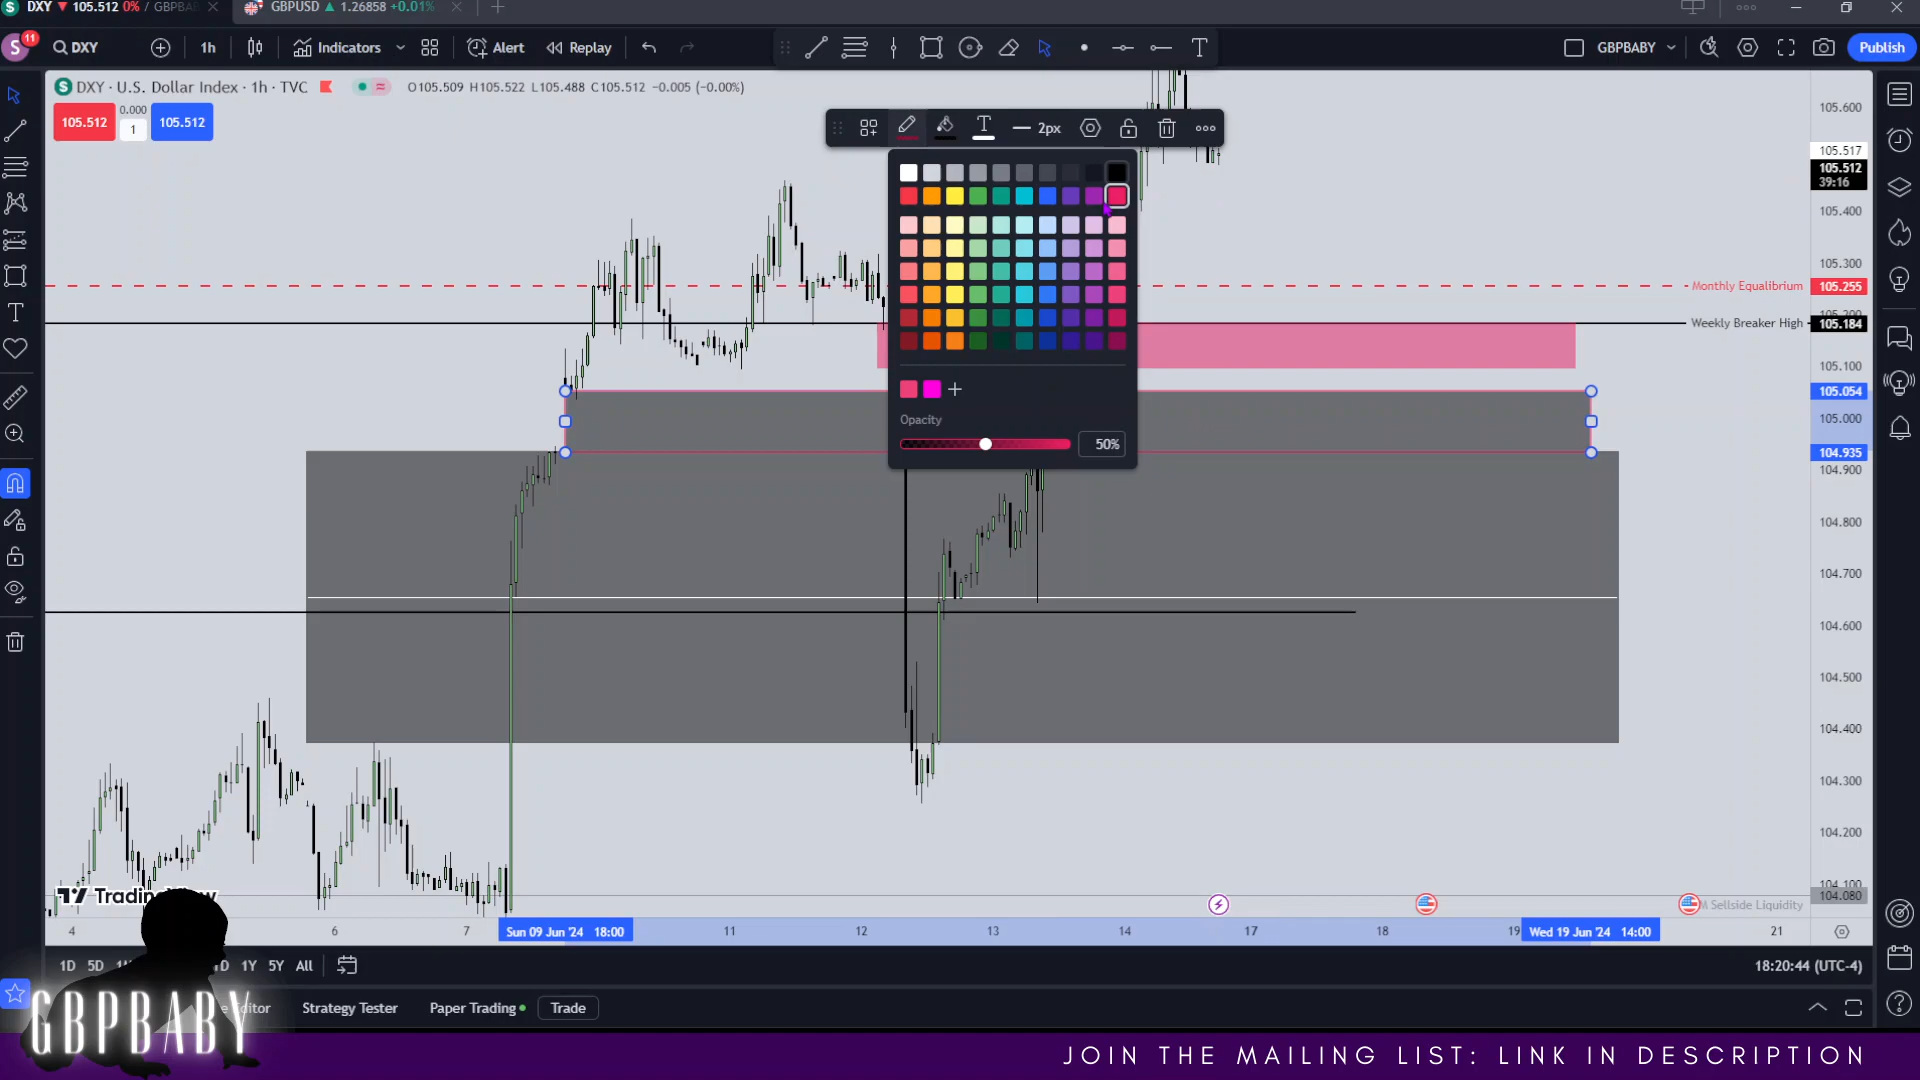 DXY ▼ 105.512 0% / GBPBA
GBPUSD ▲ 1.26858 +0.01%
S 11
DXY
1h
Indicators
Alert
Replay
T
GBPBABY
Publish
DXY · U.S. Dollar Index · 1h · TVC
O105.509 H105.522 L105.488 C105.512 −0.005 (−0.00%)
105.512
0.000
1
105.512
T
2px
Opacity
50%
Monthly Equalibrium
Weekly Breaker High
M Sellside Liquidity
105.600
105.517
105.512
39:16
105.400
105.300
105.255
105.184
105.100
105.054
105.000
104.935
104.900
104.800
104.700
104.600
104.500
104.400
104.300
104.200
104.100
104.080
4
6
7
Sun 09 Jun '24 18:00
11
12
13
14
17
18
19
Wed 19 Jun '24 14:00
21
1D 5D
1Y 5Y All
18:20:44 (UTC-4)
Editor
Strategy Tester
Paper Trading
Trade
GBPBABY
JOIN THE MAILING LIST: LINK IN DESCRIPTION